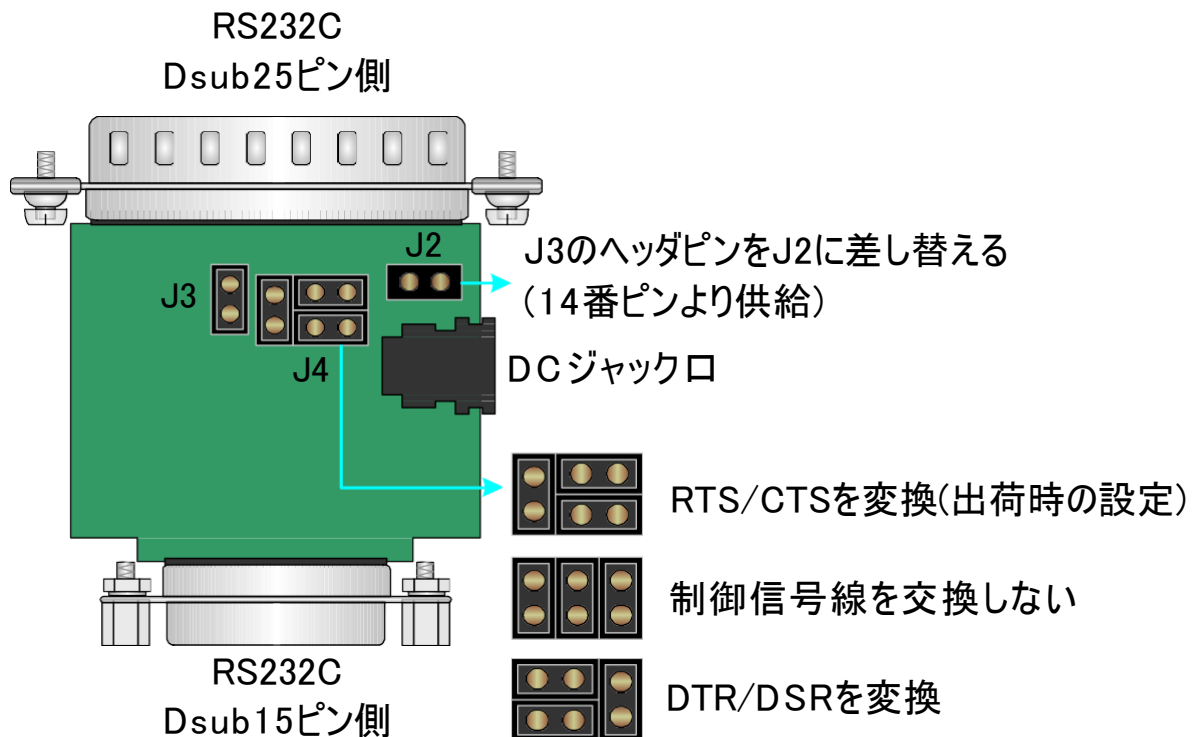 RS232C
Dsub25ピン側
J2
J3のヘッダピンをJ2に差し替える
(14番ピンより供給)
J3
J4
DCジャック口
RTS/CTSを変換(出荷時の設定)
制御信号線を交換しない
DTR/DSRを変換
RS232C
Dsub15ピン側